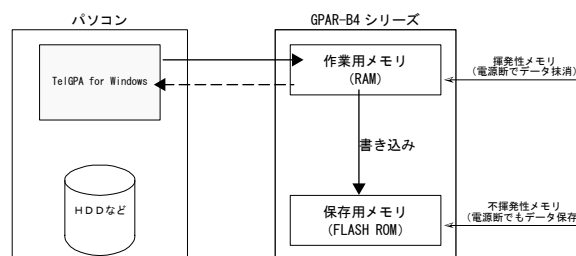 パソコン
GPAR-B4 シリーズ
TelGPA for Windows
作業用メモリ
(RAM)
揮発性メモリ
(電源断でデータ抹消)
書き込み
HDDなど
保存用メモリ
(FLASH ROM)
不揮発性メモリ
(電源断でもデータ保存